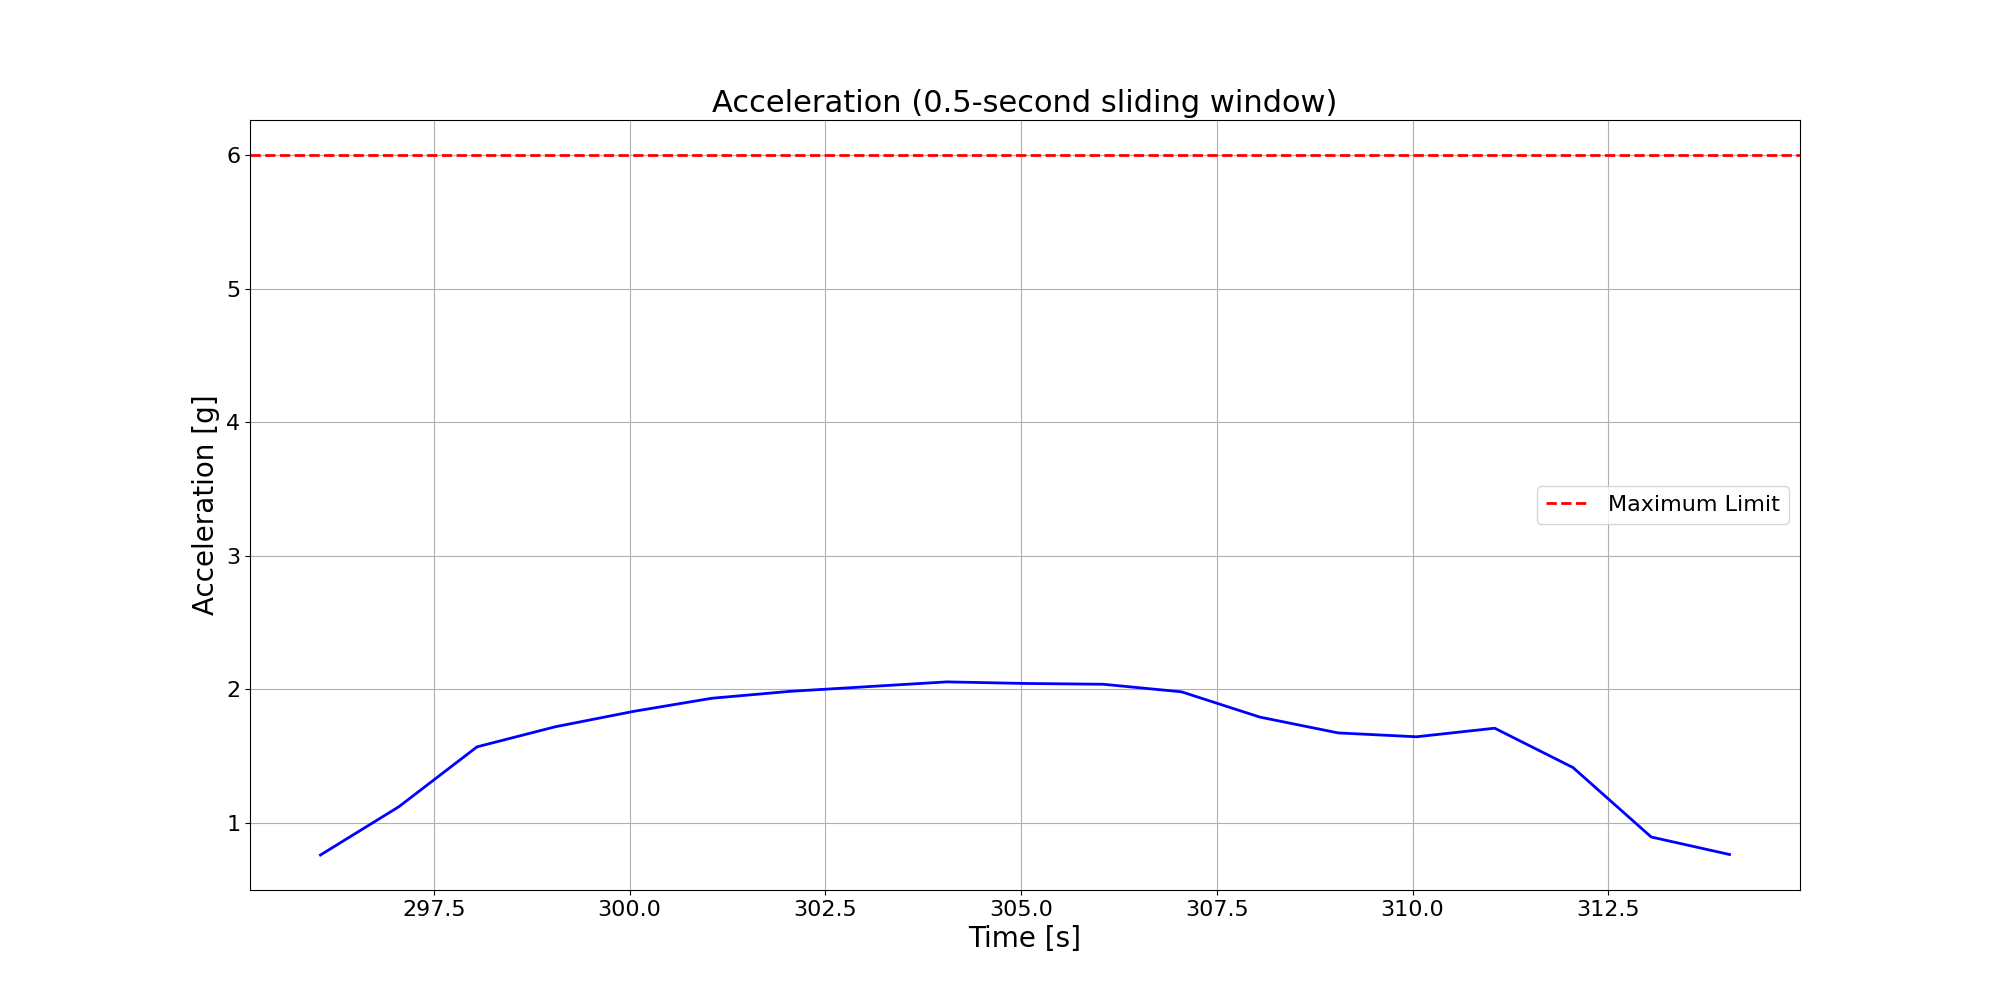 Acceleration (0.5-second sliding window)
Acceleration [g]
6
5
4
3
2
1
Maximum Limit
297.5 300.0 302.5 305.0 307.5 310.0 312.5
Time [s]